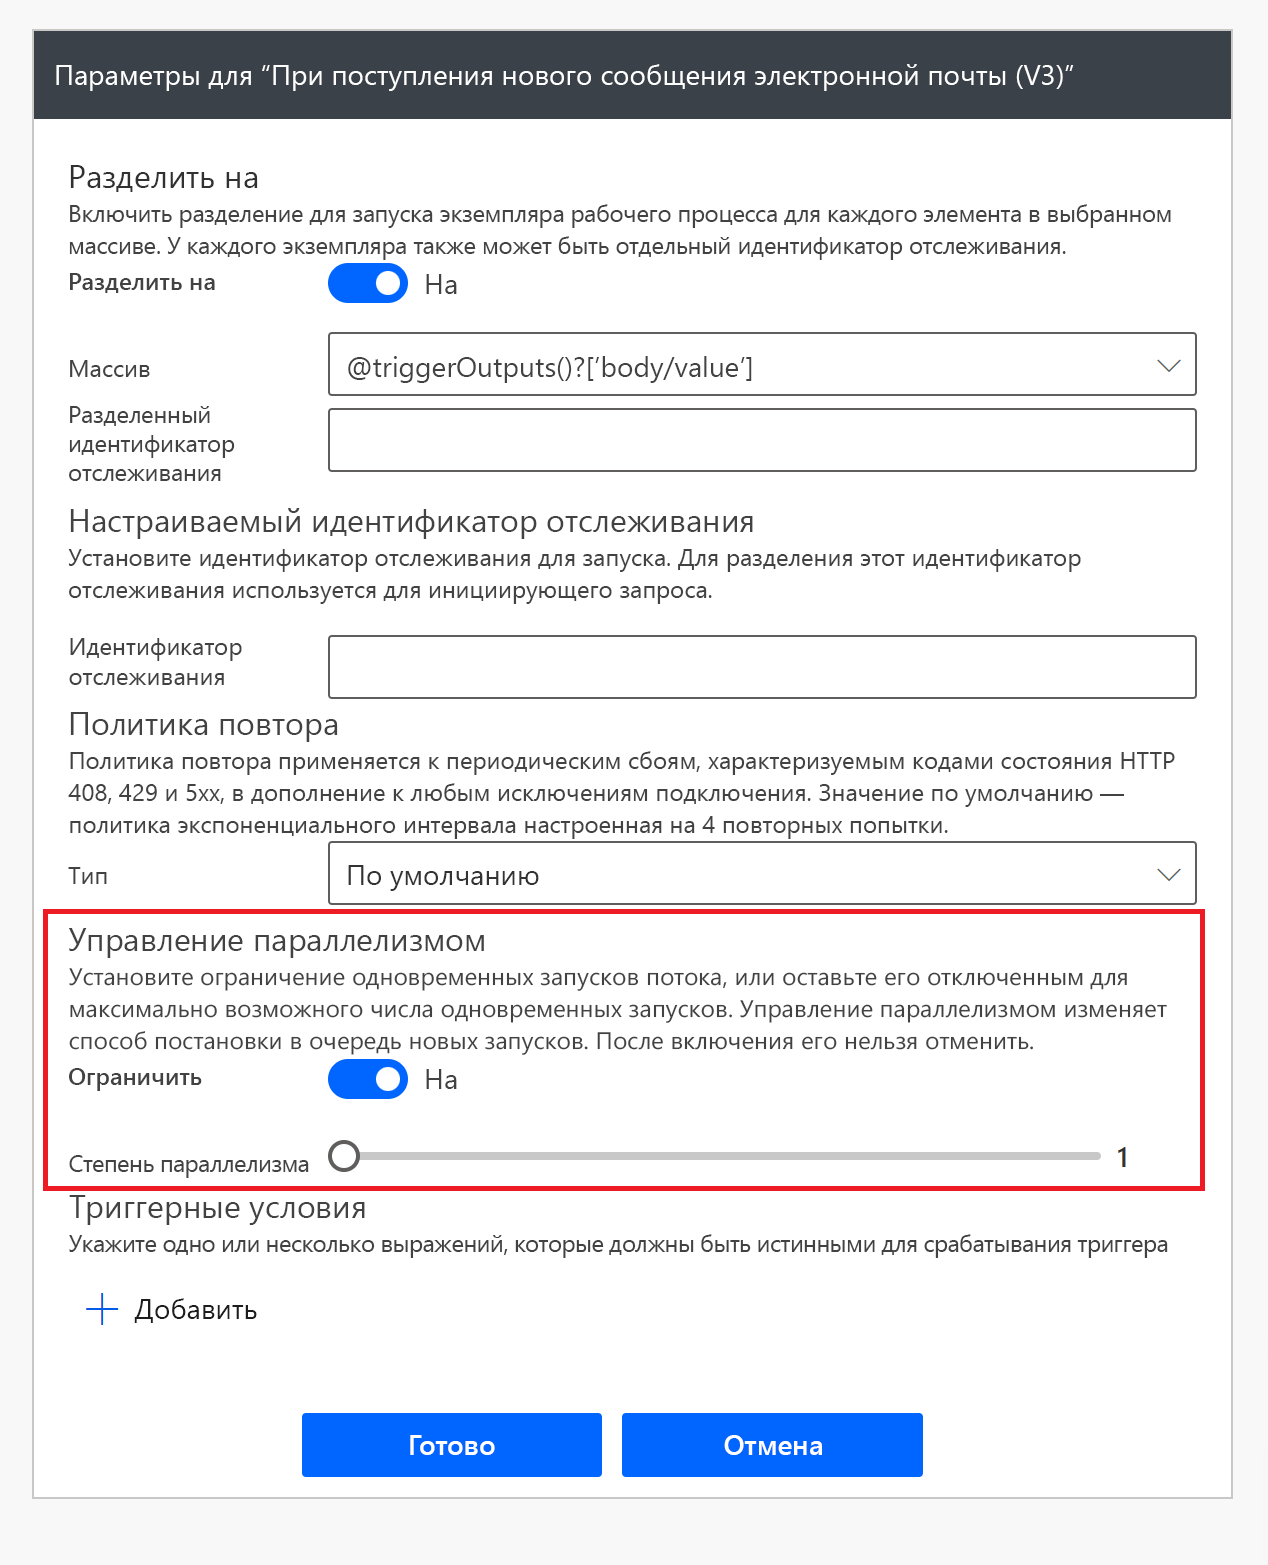 Параметры для “При поступления нового сообщения электронной почты (V3)”
Разделить на
Включить разделение для запуска экземпляра рабочего процесса для каждого элемента в выбранном
массиве. У каждого экземпляра также может быть отдельный идентификатор отслеживания.
Разделить на
На
Массив
@triggerOutputs()?[’body/value’]
Разделенный
идентификатор
отслеживания
Настраиваемый идентификатор отслеживания
Установите идентификатор отслеживания для запуска. Для разделения этот идентификатор
отслеживания используется для инициирующего запроса.
Идентификатор
отслеживания
Политика повтора
Политика повтора применяется к периодическим сбоям, характеризуемым кодами состояния HTTP
408, 429 и 5xx, в дополнение к любым исключениям подключения. Значение по умолчанию —
политика экспоненциального интервала настроенная на 4 повторных попытки.
Тип
По умолчанию
Управление параллелизмом
Установите ограничение одновременных запусков потока, или оставьте его отключенным для
максимально возможного числа одновременных запусков. Управление параллелизмом изменяет
способ постановки в очередь новых запусков. После включения его нельзя отменить.
Ограничить
На
Степень параллелизма
1
Триггерные условия
Укажите одно или несколько выражений, которые должны быть истинными для срабатывания триггера
Добавить
Готово
Отмена